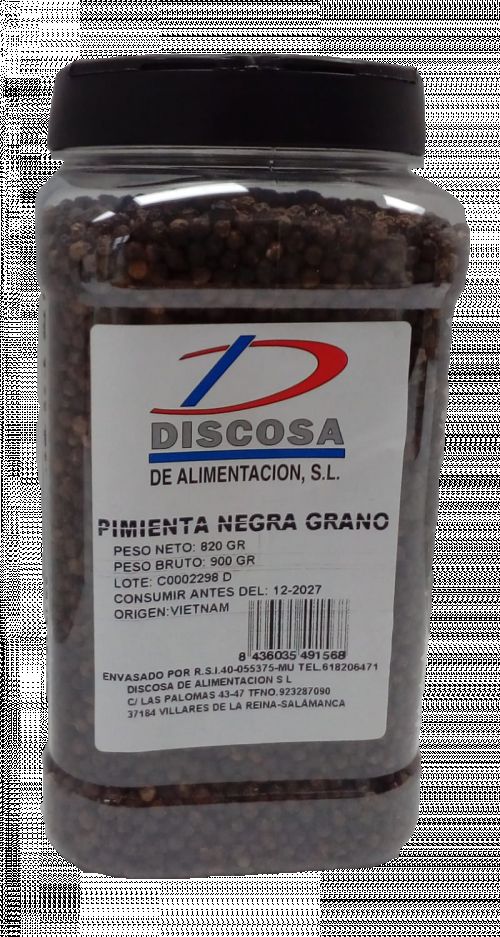 DISCOSA
DE ALIMENTACION, S.L.
PIMIENTA NEGRA GRANO
PESO NETO: 820 GR
PESO BRUTO: 900 GR
LOTE: C0002298 D
CONSUMIR ANTES DEL: 12-2027
ORIGEN:VIETNAM
8 436035 491568
ENVASADO POR R.S.I.40-055375-MU TEL.618206471
DISCOSA DE ALIMENTACION S L
C/ LAS PALOMAS 43-47 TFNO.923287090
37184 VILLARES DE LA REINA-SALAMANCA